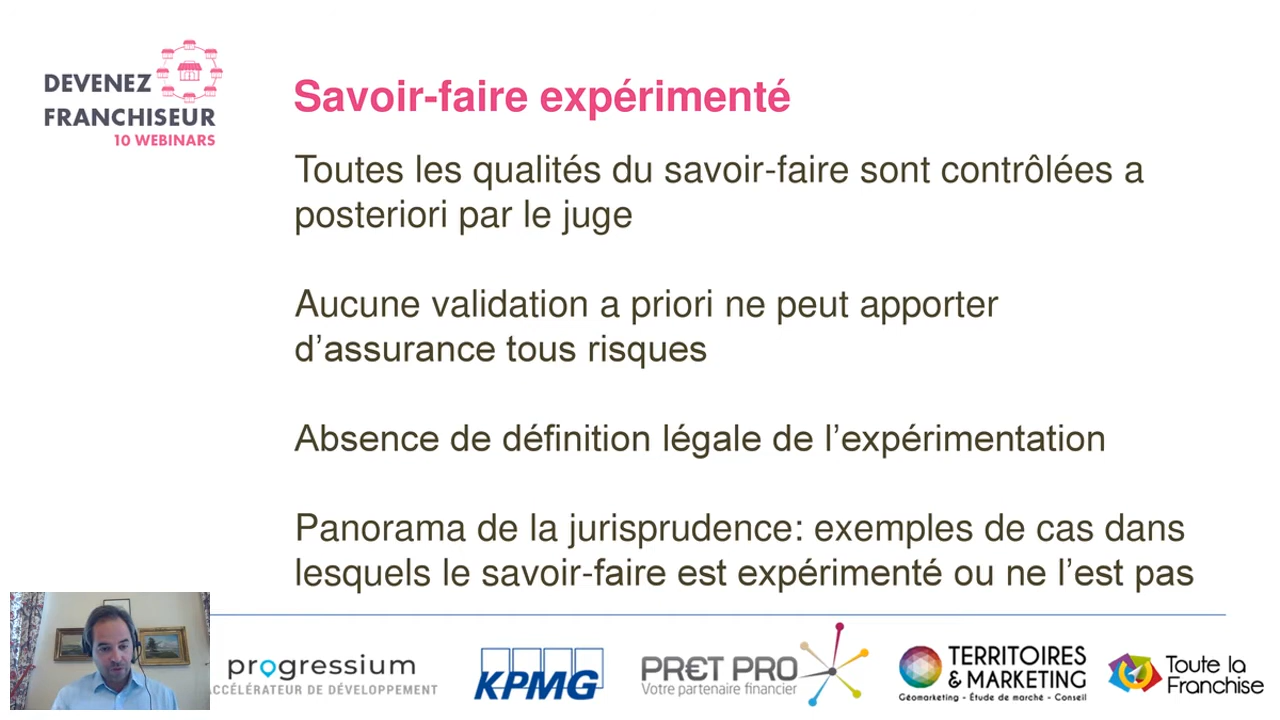 DEVENEZ
FRANCHISEUR
10 WEBINARS
Savoir-faire expérimenté
Toutes les qualités du savoir-faire sont contrôlées a
posteriori par le juge
Aucune validation a priori ne peut apporter
d’assurance tous risques
Absence de définition légale de l’expérimentation
Panorama de la jurisprudence: exemples de cas dans
lesquels le savoir-faire est expérimenté ou ne l’est pas
progressium
ACCÉLÉRATEUR DE DÉVELOPPEMENT
KPMG
PR€T PRO
Votre partenaire financier
TERRITOIRES
& MARKETING
Géomarketing - Étude de marché - Conseil
Toute la
Franchise